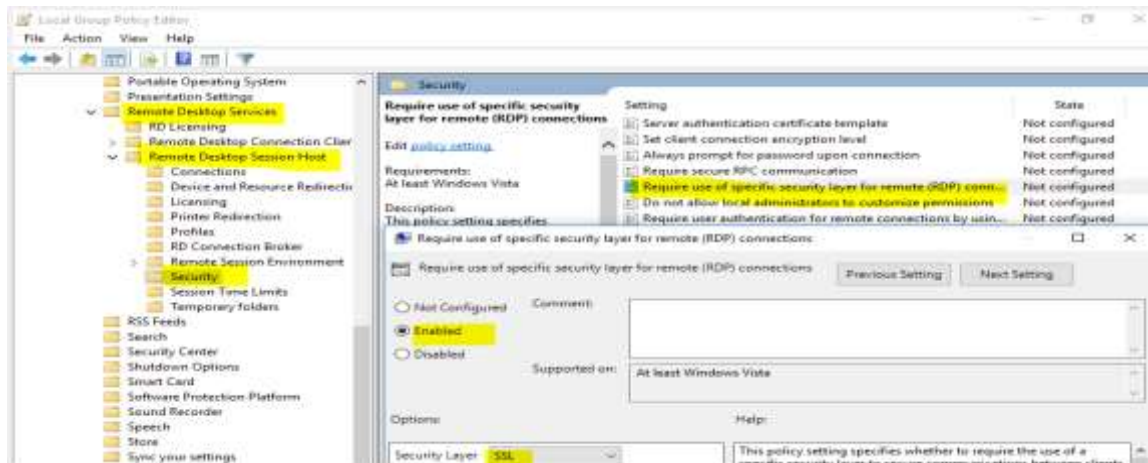 Local Group Policy Editor
File Action View Help
Portable Operating System
Presentation Settings
Remote Desktop Services
RD Licensing
Remote Desktop Connection Clier
Remote Desktop Session Host
Connections
Device and Resource Redirectio
Licensing
Printer Redirection
Profiles
RD Connection Broker
Remote Session Environment
Security
Session Time Limits
Temporary folders
RSS Feeds
Search
Security Center
Shutdown Options
Smart Card
Software Protection Platform
Sound Recorder
Speech
Store
Sync your settings
Security
Require use of specific security
layer for remote (RDP) connections
Edit policy setting.
Requirements:
At least Windows Vista
Description:
This policy setting specifies
Setting State
Server authentication certificate template Not configured
Set client connection encryption level Not configured
Always prompt for password upon connection Not configured
Require secure RPC communication Not configured
Require use of specific security layer for remote (RDP) conn... Not configured
Do not allow local administrators to customize permissions Not configured
Require user authentication for remote connections by usin... Not configured
Require use of specific security layer for remote (RDP) connections
Require use of specific security layer for remote (RDP) connections
Previous Setting Next Setting
Not Configured Comment:
Enabled
Disabled
Supported on: At least Windows Vista
Options: Help:
Security Layer SSL
This policy setting specifies whether to require the use of a
specific security layer to secure communications between clients